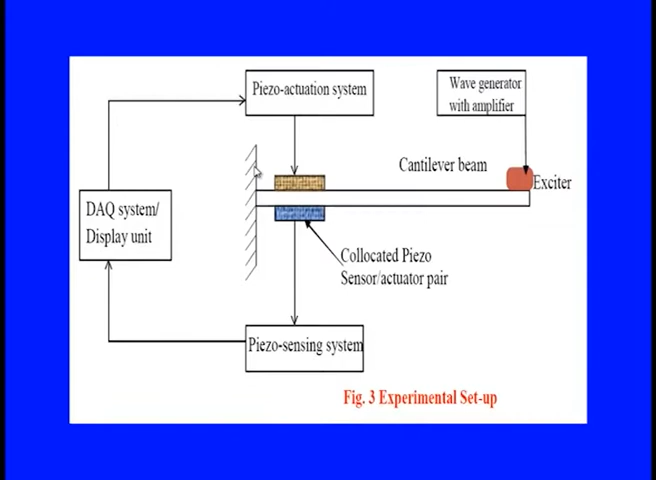 Piezo-actuation system
Wave generator
with amplifier
Cantilever beam
Exciter
DAQ system/
Display unit
Collocated Piezo
Sensor/actuator pair
Piezo-sensing system
Fig. 3 Experimental Set-up